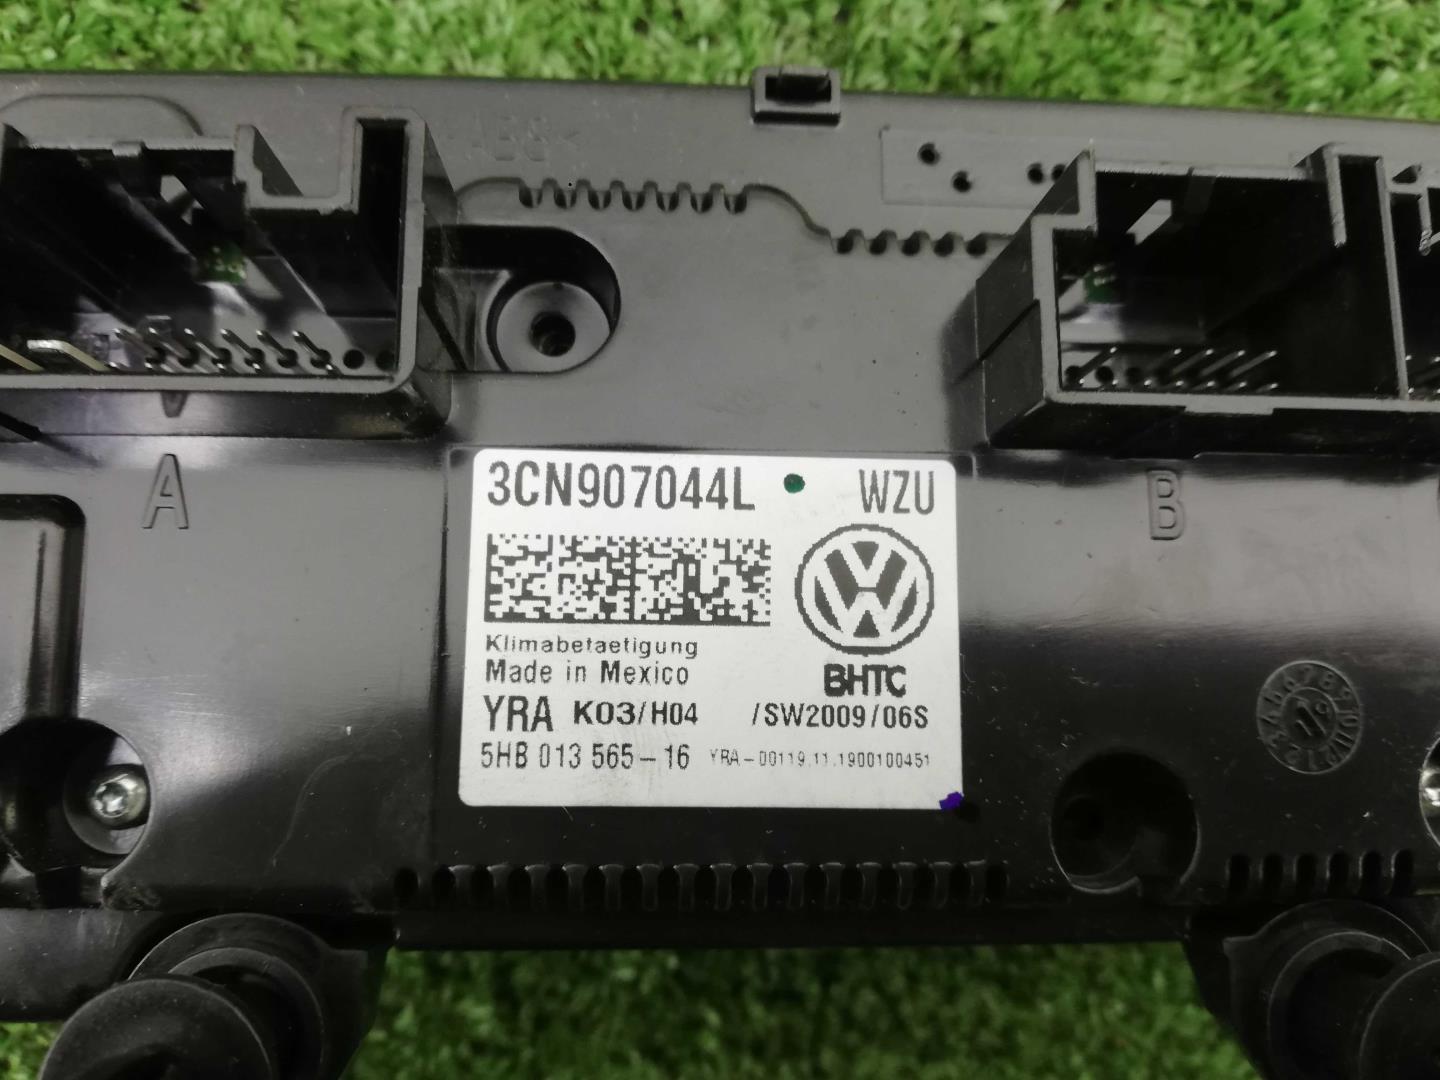 3CN907044L WZU
Klimabetaetigung
Made in Mexico
BHTC
YRA K03/H04 /SW2009/06S
5HB 013 565-16 YRA-00119.11.1900100451
A
B